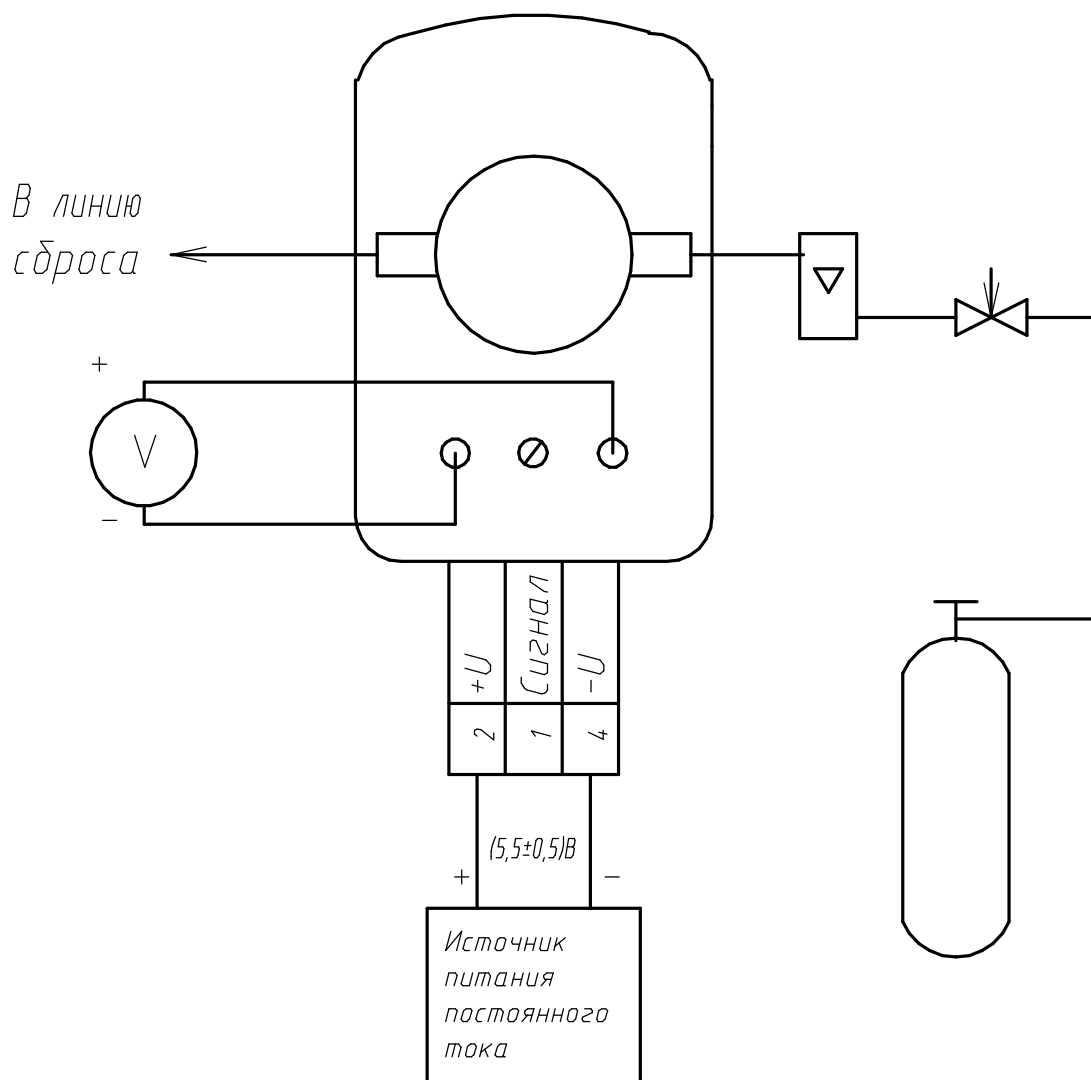 В линию
сброса
+
V
–
+U
Сигнал
-U
2
1
4
(5,5±0,5)В
+
–
Источник
питания
постоянного
тока